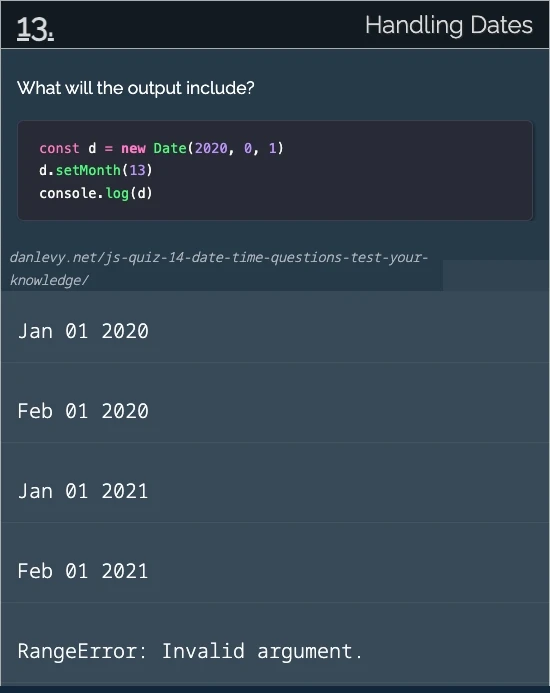 13.
Handling Dates
What will the output include?
const d = new Date(2020, 0, 1)
d.setMonth(13)
console.log(d)
danlevy.net/js-quiz-14-date-time-questions-test-your-
knowledge/
Jan 01 2020
Feb 01 2020
Jan 01 2021
Feb 01 2021
RangeError: Invalid argument.